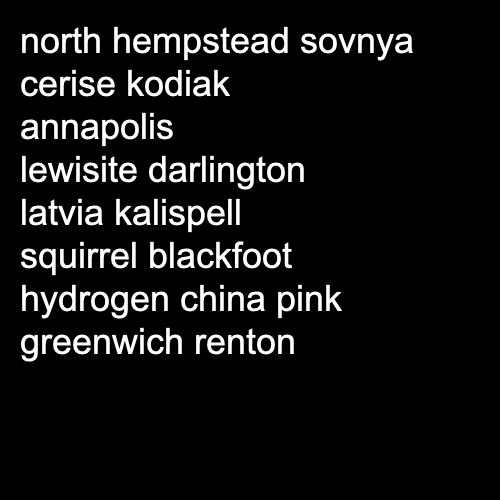 north hempstead sovnya
cerise kodiak
annapolis
lewisite darlington
latvia kalispell
squirrel blackfoot
hydrogen china pink
greenwich renton